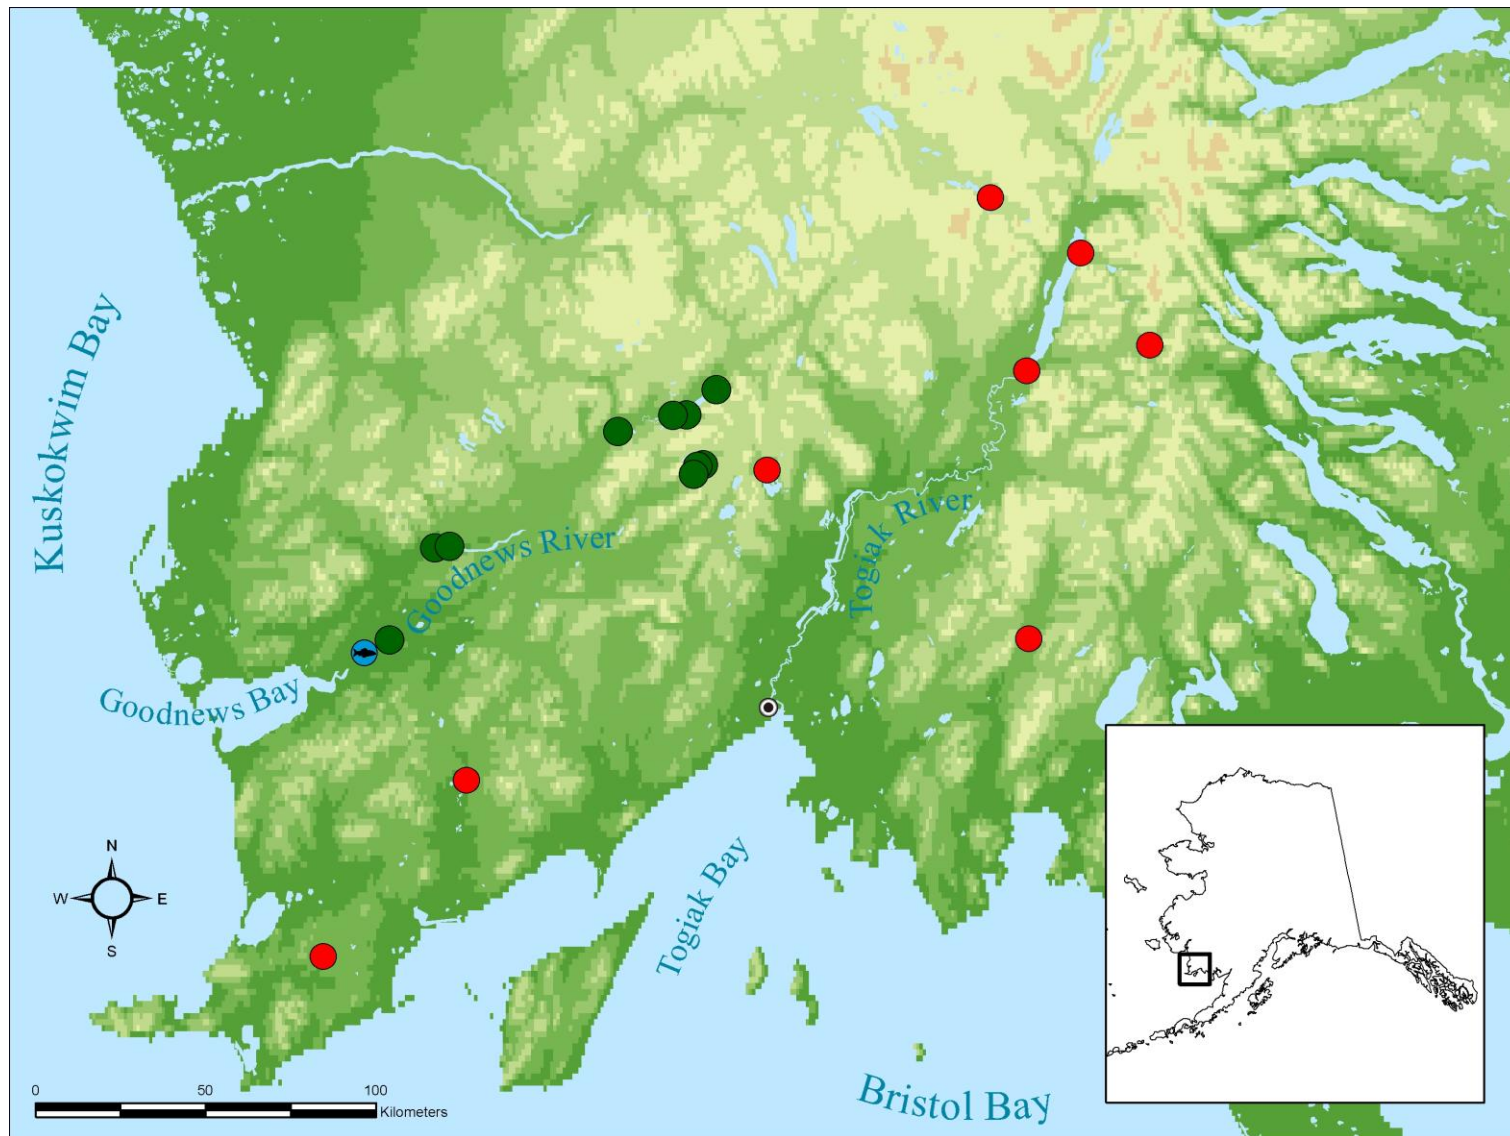 Kuskokwim Bay
Goodnews River
Togiak River
Goodnews Bay
N
W
E
S
Togiak Bay
Bristol Bay
0
50
100
Kilometers